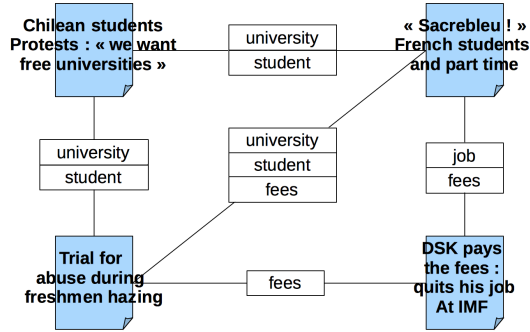 Chilean students
Protests : « we want
free universities »
university
student
« Sacrebleu ! »
French students
and part time
university
student
university
student
fees
job
fees
Trial for
abuse during
freshmen hazing
fees
DSK pays
the fees :
quits his job
At IMF